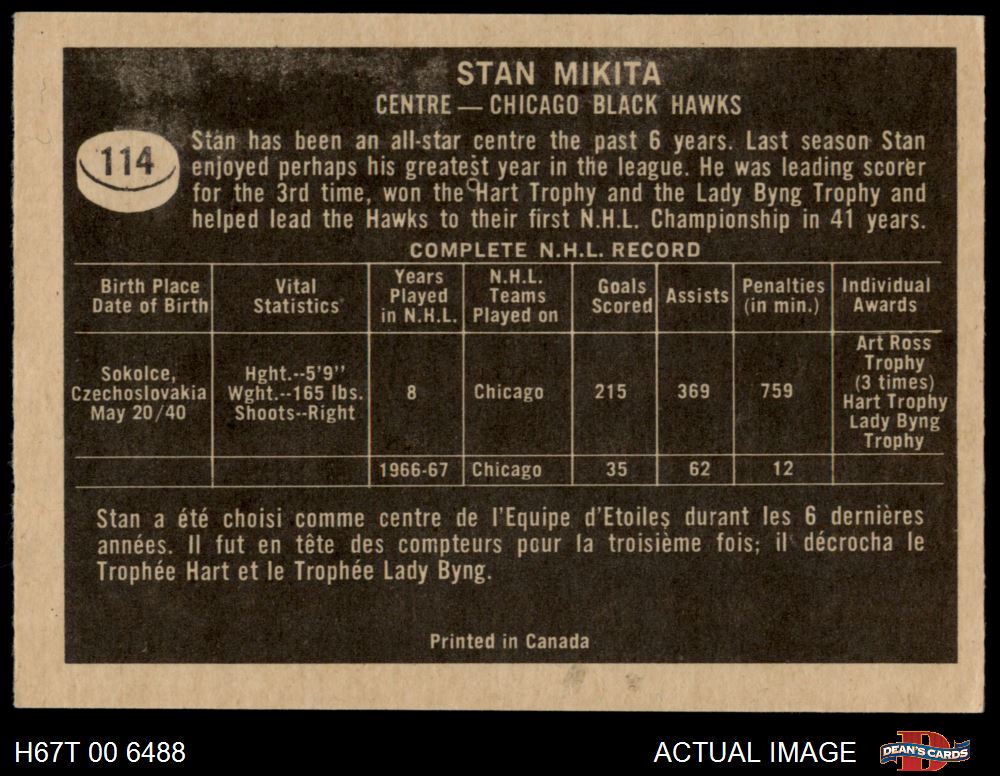 STAN MIKITA
CENTRE — CHICAGO BLACK HAWKS
114
Stan has been an all-star centre the past 6 years. Last season Stan
enjoyed perhaps his greatest year in the league. He was leading scorer
for the 3rd time, won the Hart Trophy and the Lady Byng Trophy and
helped lead the Hawks to their first N.H.L. Championship in 41 years.
COMPLETE N.H.L. RECORD
Birth Place
Date of Birth
Vital
Statistics
Years
Played
in N.H.L.
N.H.L.
Teams
Played on
Goals
Scored
Assists
Penalties
(in min.)
Individual
Awards
Sokolce,
Czechoslovakia
May 20/40
Hght.--5'9''
Wght.--165 lbs.
Shoots--Right
8
Chicago
215
369
759
Art Ross
Trophy
(3 times)
Hart Trophy
Lady Byng
Trophy
1966-67
Chicago
35
62
12
Stan a été choisi comme centre de l'Equipe d'Etoiles durant les 6 dernières
années. Il fut en tête des compteurs pour la troisième fois; il décrocha le
Trophée Hart et le Trophée Lady Byng.
Printed in Canada
H67T 00 6488
ACTUAL IMAGE
DEAN'S CARDS